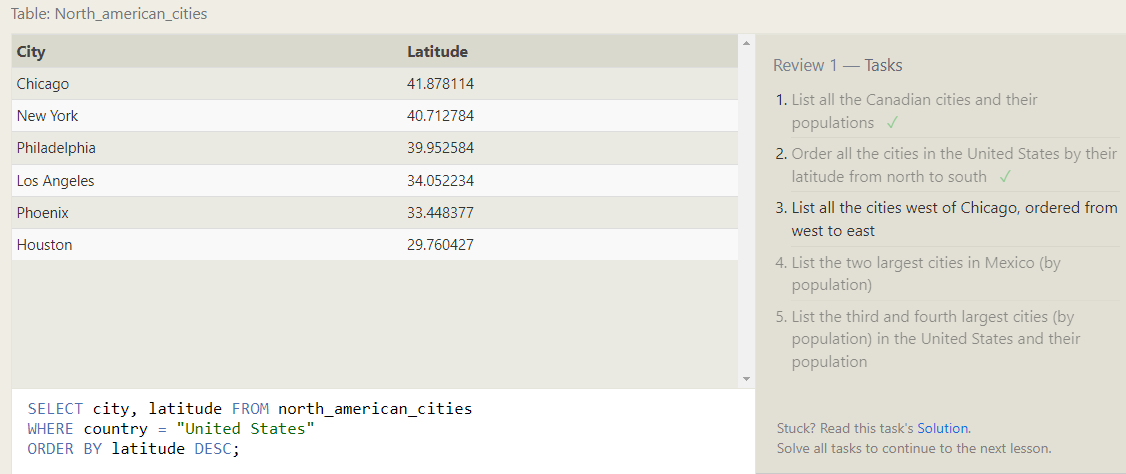 Table: North_american_cities
City Latitude
Chicago 41.878114
New York 40.712784
Philadelphia 39.952584
Los Angeles 34.052234
Phoenix 33.448377
Houston 29.760427
SELECT city, latitude FROM north_american_cities
WHERE country = "United States"
ORDER BY latitude DESC;
Review 1 — Tasks
1. List all the Canadian cities and their
populations ✓
2. Order all the cities in the United States by their
latitude from north to south ✓
3. List all the cities west of Chicago, ordered from
west to east
4. List the two largest cities in Mexico (by
population)
5. List the third and fourth largest cities (by
population) in the United States and their
population
Stuck? Read this task's Solution.
Solve all tasks to continue to the next lesson.